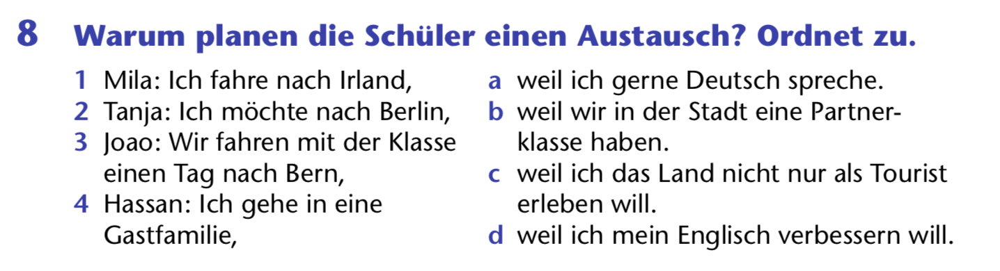 8 Warum planen die Schüler einen Austausch? Ordnet zu.
1 Mila: Ich fahre nach Irland,
2 Tanja: Ich möchte nach Berlin,
3 Joao: Wir fahren mit der Klasse
einen Tag nach Bern,
4 Hassan: Ich gehe in eine
Gastfamilie,
a weil ich gerne Deutsch spreche.
b weil wir in der Stadt eine Partner-
klasse haben.
c weil ich das Land nicht nur als Tourist
erleben will.
d weil ich mein Englisch verbessern will.